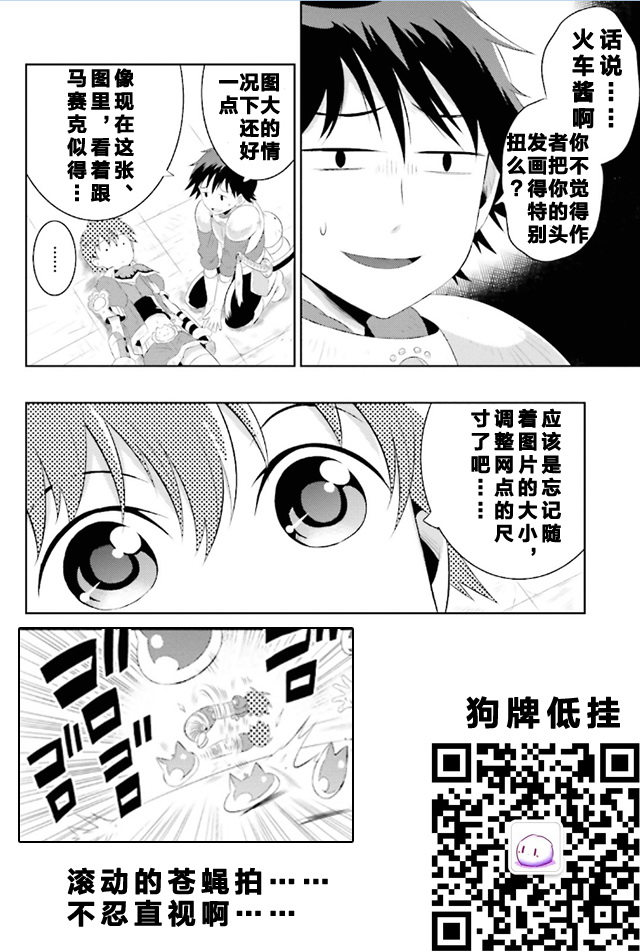 话说……
火车酱啊
你不觉得作
者把你的头
发画得特别
扭么？
图大的情
况下还好
一点
像现在这张、
图里，看着跟
马赛克似得…
…
应该是忘记随
着图片的大小，
调整网点的尺
寸了吧……
ゴロ
ゴロ
ゴロ
狗牌低挂
滚动的苍蝇拍……
不忍直视啊……